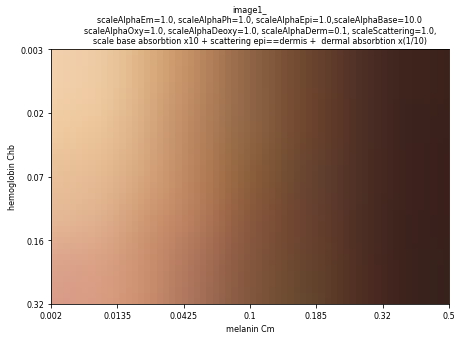 image1_
scaleAlphaEm=1.0, scaleAlphaPh=1.0, scaleAlphaEpi=1.0,scaleAlphaBase=10.0
scaleAlphaOxy=1.0, scaleAlphaDeoxy=1.0, scaleAlphaDerm=0.1, scaleScattering=1.0,
scale base absorbtion x10 + scattering epi==dermis +  dermal absorbtion x(1/10)
0.003
0.02
0.07
0.16
0.32
hemoglobin Chb
0.002
0.0135
0.0425
0.1
0.185
0.32
0.5
melanin Cm